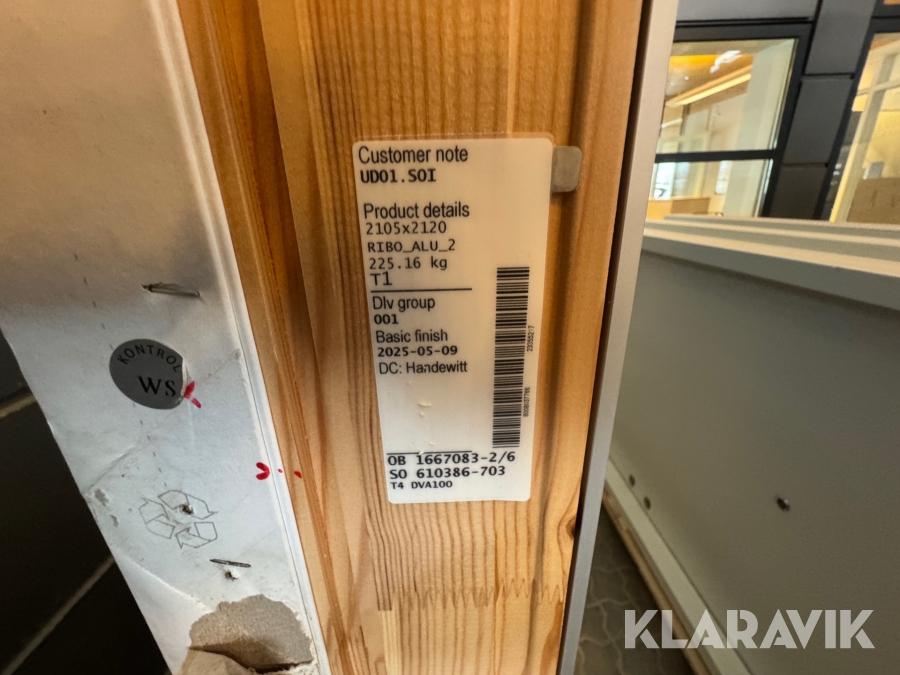 Customer note
UD01.SOI
Product details
2105x2120
RIBO_ALU_2
225.16 kg
T1
Dlv group
001
Basic finish
2025-05-09
DC: Handewitt
OB 1667083-2/6
SO 610386-703
T4 DVA100
KONTROL
WS
KLARAVIK